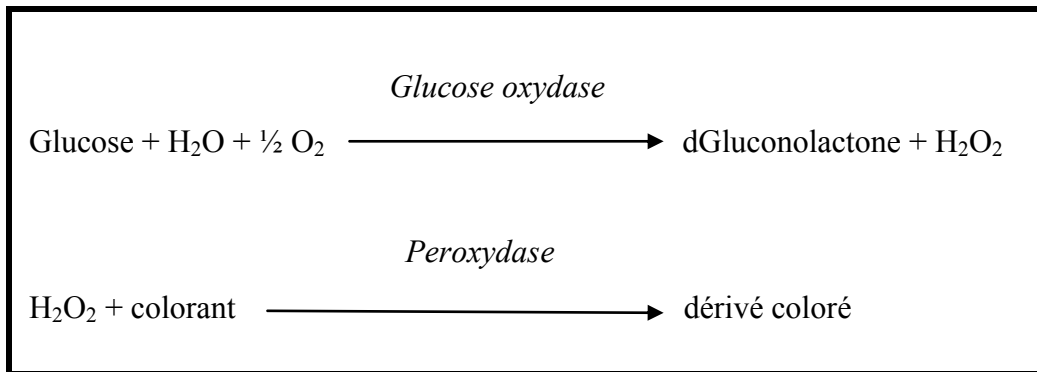 Glucose oxydase
Glucose + H₂O + ½ O₂ → dGluconolactone + H₂O₂
Peroxydase
H₂O₂ + colorant → dérivé coloré